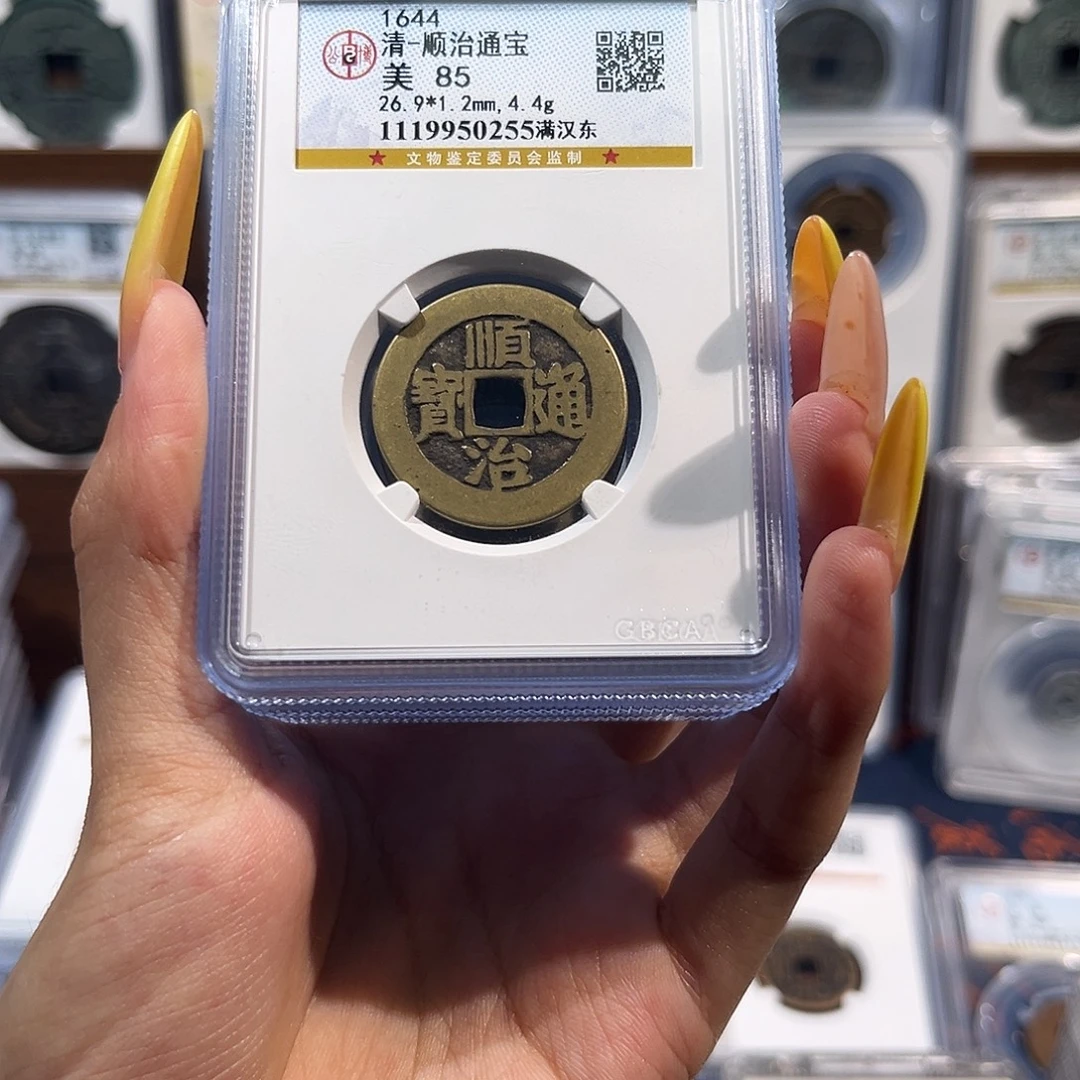 1644
清-顺治通宝
美 85
26.9*1.2mm,4.4g
1119950255满汉东
★ 文物鉴定委员会监制 ★
順
寶 通
治
GBCA